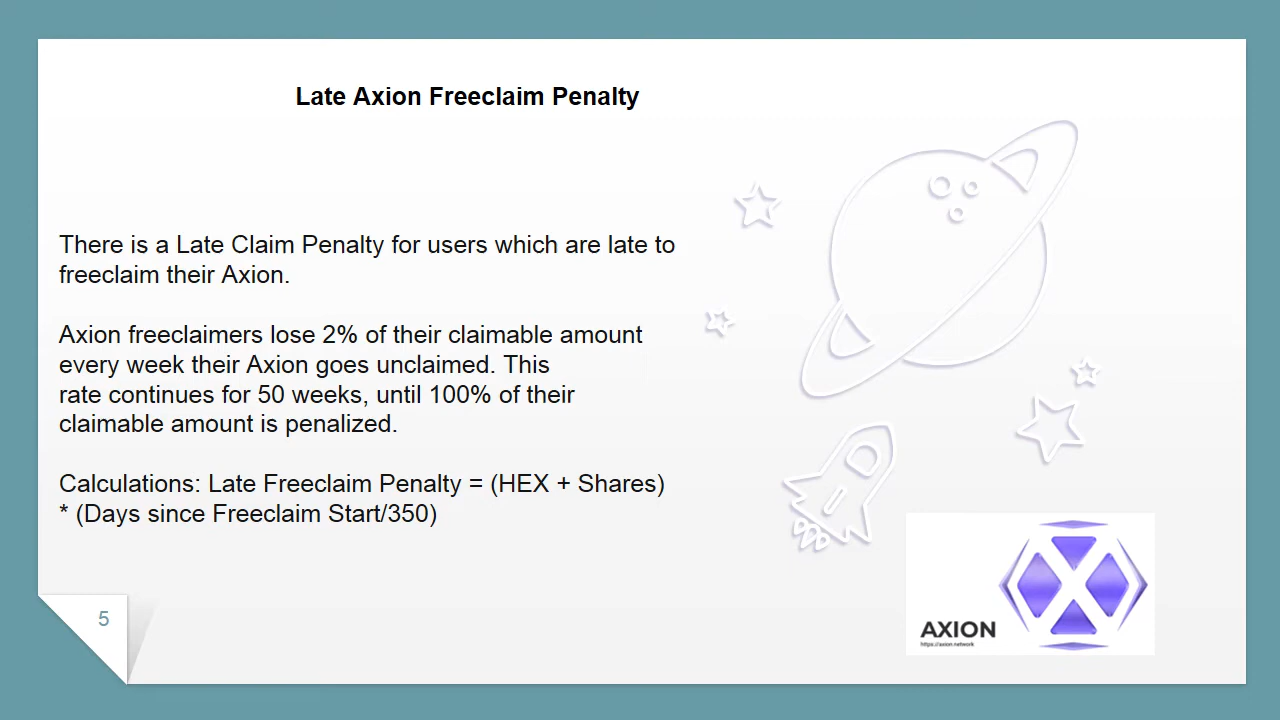 Late Axion Freeclaim Penalty
There is a Late Claim Penalty for users which are late to
freeclaim their Axion.
Axion freeclaimers lose 2% of their claimable amount
every week their Axion goes unclaimed. This
rate continues for 50 weeks, until 100% of their
claimable amount is penalized.
Calculations: Late Freeclaim Penalty = (HEX + Shares)
* (Days since Freeclaim Start/350)
5
AXION
https://axion.network